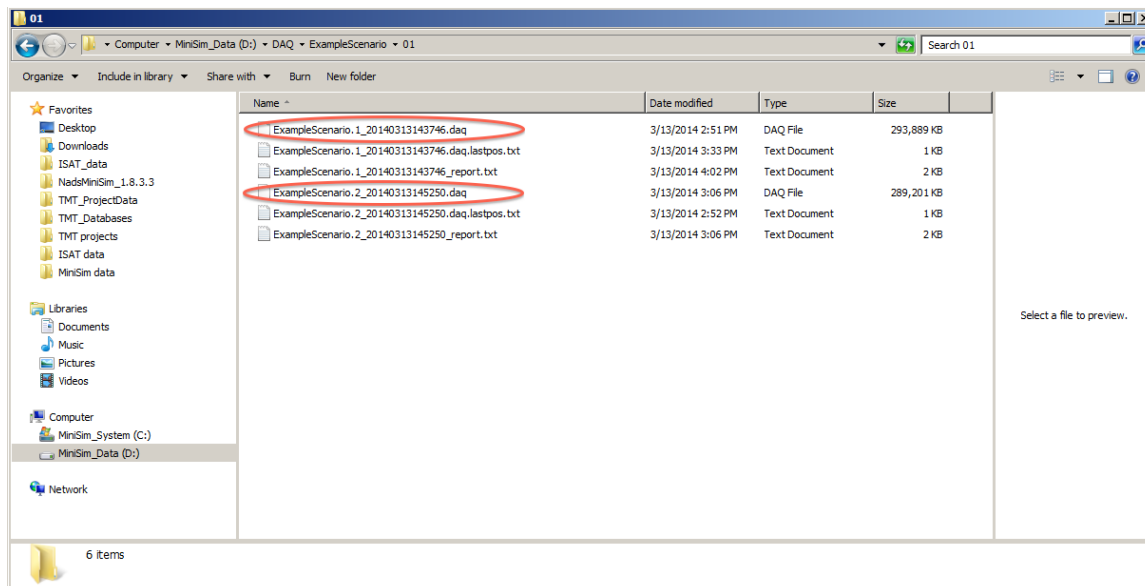 01
Computer MiniSim_Data (D:) DAQ ExampleScenario 01
Search 01
Organize Include in library Share with Burn New folder
Favorites
Desktop
Downloads
ISAT_data
NadsMiniSim_1.8.3.3
TMT_ProjectData
TMT_Databases
TMT projects
ISAT data
MiniSim data
Libraries
Documents
Music
Pictures
Videos
Computer
MiniSim_System (C:)
MiniSim_Data (D:)
Network
Name Date modified Type Size
ExampleScenario.1_20140313143746.daq 3/13/2014 2:51 PM DAQ File 293,889 KB
ExampleScenario.1_20140313143746.daq.lastpos.txt 3/13/2014 3:33 PM Text Document 1 KB
ExampleScenario.1_20140313143746_report.txt 3/13/2014 4:02 PM Text Document 2 KB
ExampleScenario.2_20140313145250.daq 3/13/2014 3:06 PM DAQ File 289,201 KB
ExampleScenario.2_20140313145250.daq.lastpos.txt 3/13/2014 2:52 PM Text Document 1 KB
ExampleScenario.2_20140313145250_report.txt 3/13/2014 3:06 PM Text Document 2 KB
Select a file to preview.
6 items